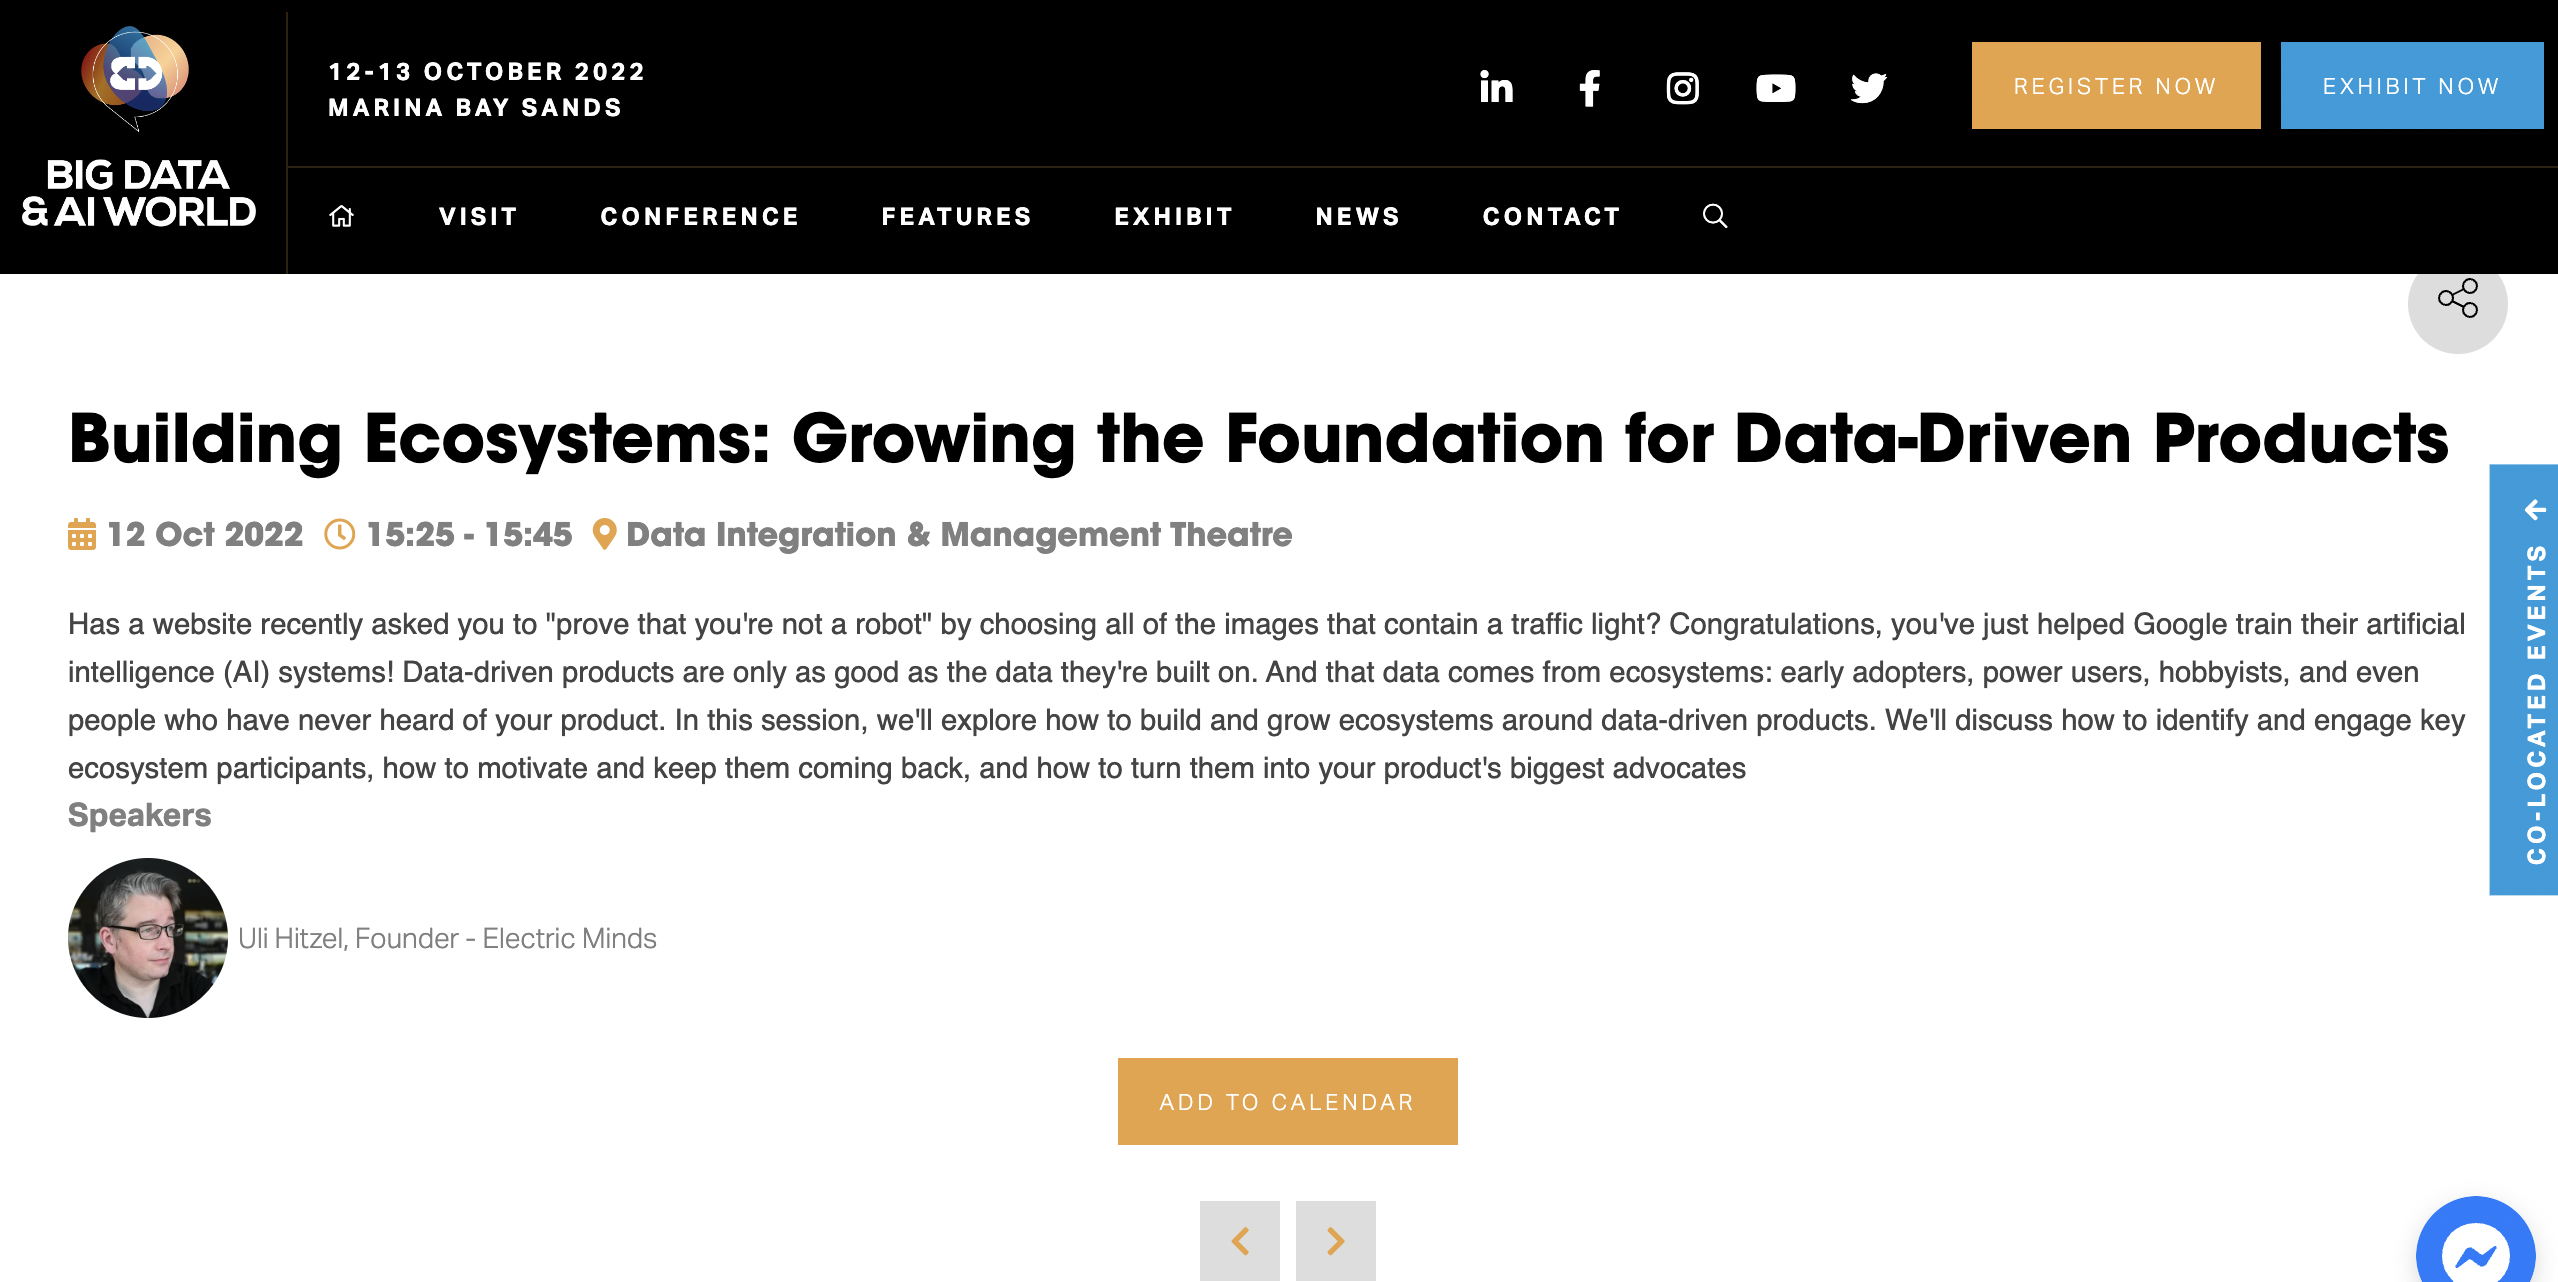 BIG DATA
& AI WORLD
12-13 OCTOBER 2022
MARINA BAY SANDS
REGISTER NOW
EXHIBIT NOW
VISIT
CONFERENCE
FEATURES
EXHIBIT
NEWS
CONTACT
Building Ecosystems: Growing the Foundation for Data-Driven Products
12 Oct 2022 15:25 - 15:45 Data Integration & Management Theatre
Has a website recently asked you to "prove that you're not a robot" by choosing all of the images that contain a traffic light? Congratulations, you've just helped Google train their artificial
intelligence (AI) systems! Data-driven products are only as good as the data they're built on. And that data comes from ecosystems: early adopters, power users, hobbyists, and even
people who have never heard of your product. In this session, we'll explore how to build and grow ecosystems around data-driven products. We'll discuss how to identify and engage key
ecosystem participants, how to motivate and keep them coming back, and how to turn them into your product's biggest advocates
Speakers
Uli Hitzel, Founder - Electric Minds
ADD TO CALENDAR
CO-LOCATED EVENTS